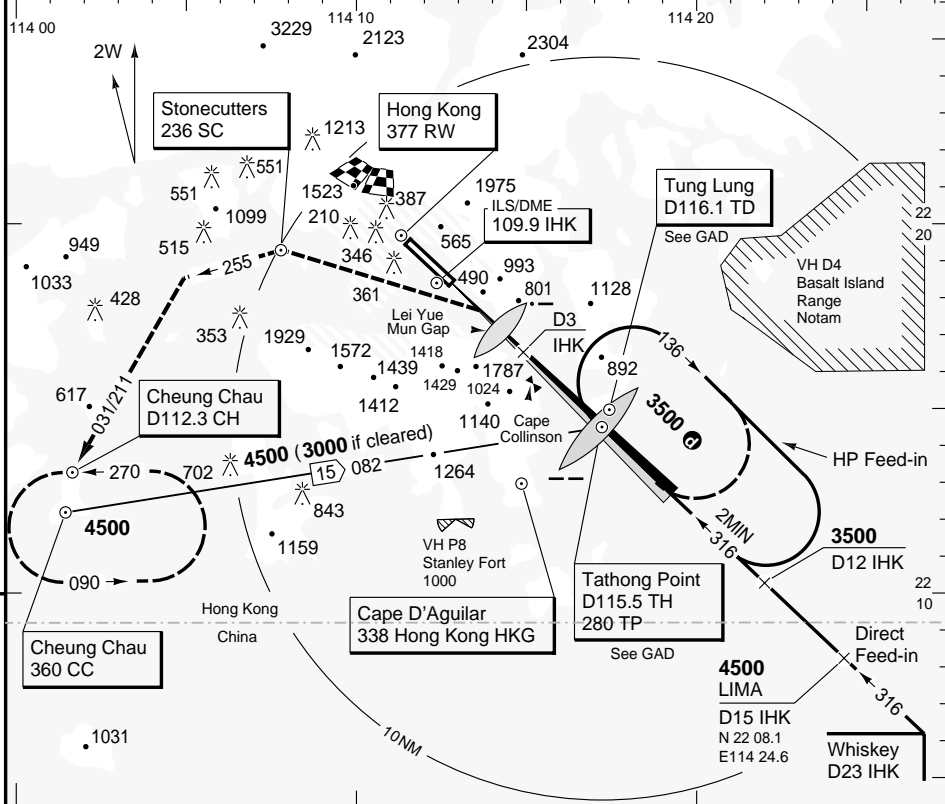 114 00
114 10
114 20
3229
2123
2304
2W
Stonecutters
236 SC
Hong Kong
377 RW
1213
551
551
1523
387
1975
Tung Lung
D116.1 TD
See GAD
1099
210
ILS/DME
109.9 IHK
22
20
515
565
949
255
346
1033
490
993
VH D4
Basalt Island
Range
Notam
428
361
801
1128
Lei Yue
Mun Gap
353
D3
IHK
1929
136
1572
1418
892
1439
1787
1429
1024
617
Cheung Chau
D112.3 CH
031/211
1412
3500 d
1140
Cape
Collinson
4500 (3000 if cleared)
HP Feed-in
270
702
15
082
1264
843
4500
2MIN
316
3500
D12 IHK
1159
VH P8
Stanley Fort
1000
090
Tathong Point
D115.5 TH
280 TP
See GAD
22
10
Hong Kong
China
Cape D'Aguilar
338 Hong Kong HKG
Cheung Chau
360 CC
Direct
Feed-in
4500
LIMA
D15 IHK
N 22 08.1
E114 24.6
316
1031
10NM
Whiskey
D23 IHK